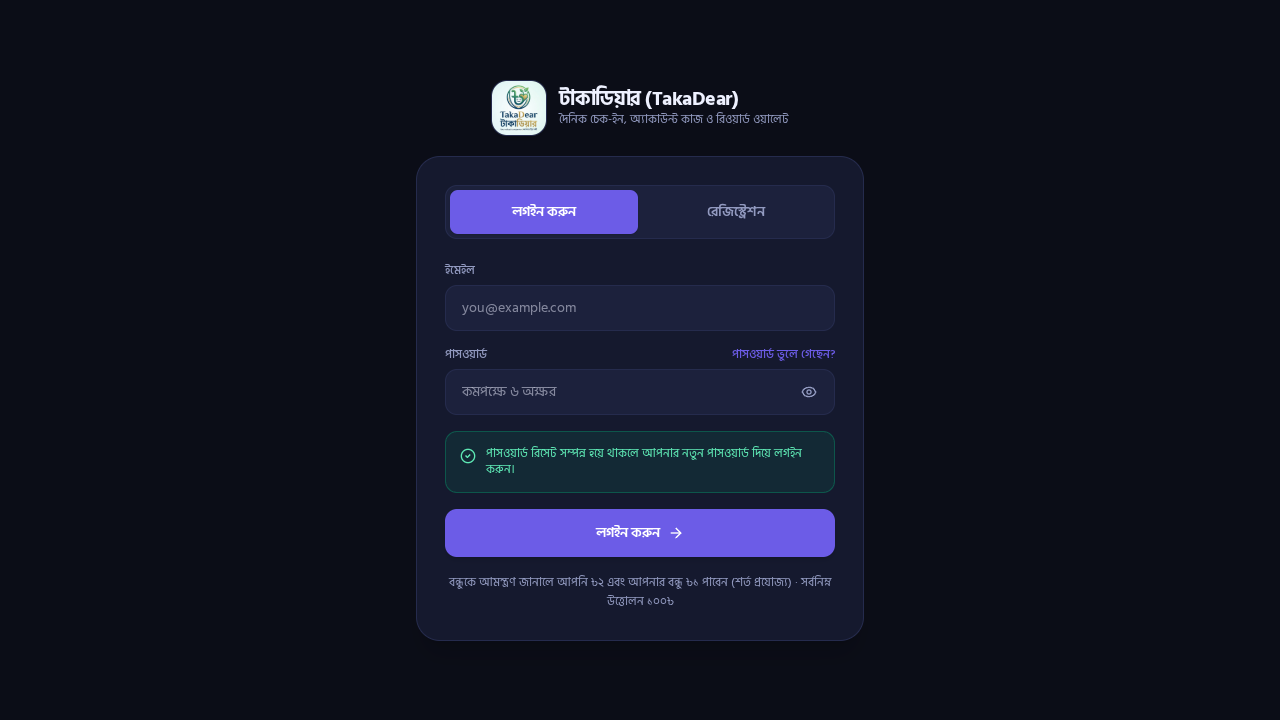 TakaDear
টাকাডিয়ার
টাকাডিয়ার (TakaDear)
দৈনিক চেক-ইন, অ্যাকাউন্ট কাজ ও রিওয়ার্ড ওয়ালেট
লগইন করুন
রেজিস্ট্রেশন
ইমেইল
you@example.com
পাসওয়ার্ড
পাসওয়ার্ড ভুলে গেছেন?
কমপক্ষে ৬ অক্ষর
পাসওয়ার্ড রিসেট সম্পন্ন হয়ে থাকলে আপনার নতুন পাসওয়ার্ড দিয়ে লগইন
করুন।
লগইন করুন →
বন্ধুকে আমন্ত্রণ জানালে আপনি ৳২ এবং আপনার বন্ধু ৳১ পাবেন (শর্ত প্রযোজ্য) · সর্বনিম্ন
উত্তোলন ১০০৳